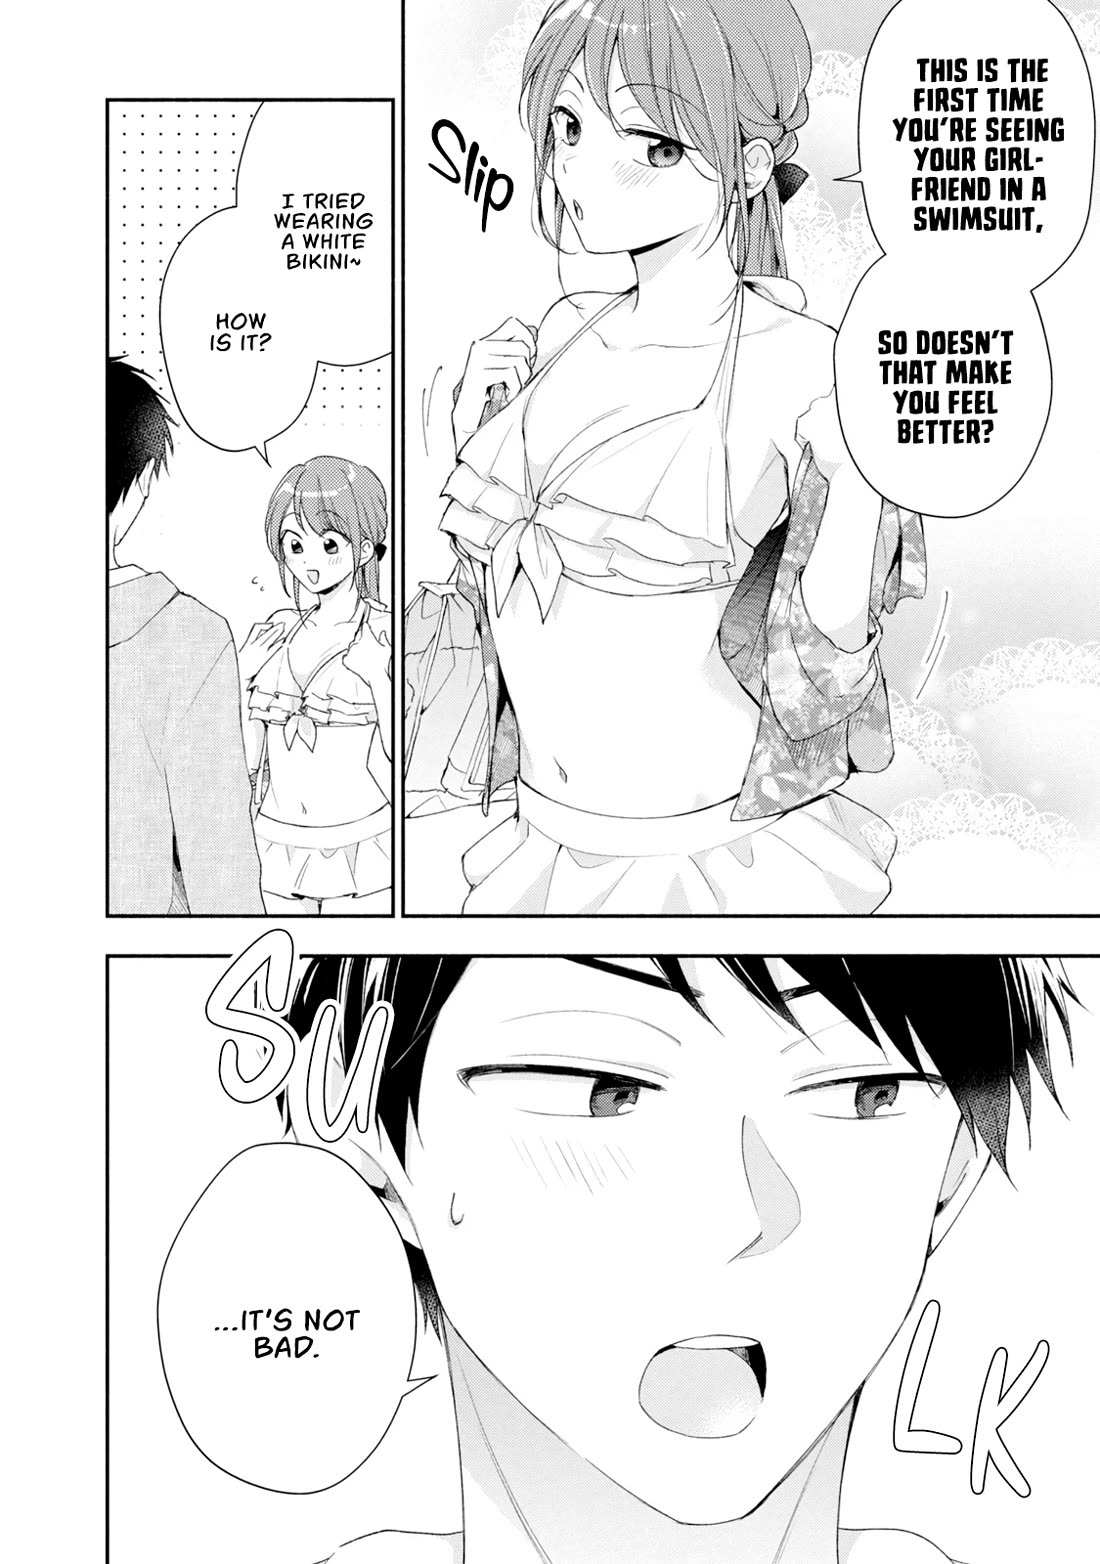 THIS IS THE
FIRST TIME
YOU'RE SEEING
YOUR GIRL-
FRIEND IN A
SWIMSUIT,
SO DOESN'T
THAT MAKE
YOU FEEL
BETTER?
Slip
I TRIED
WEARING
A WHITE
BIKINI~
HOW
IS IT?
SU
LK
...IT'S NOT
BAD.